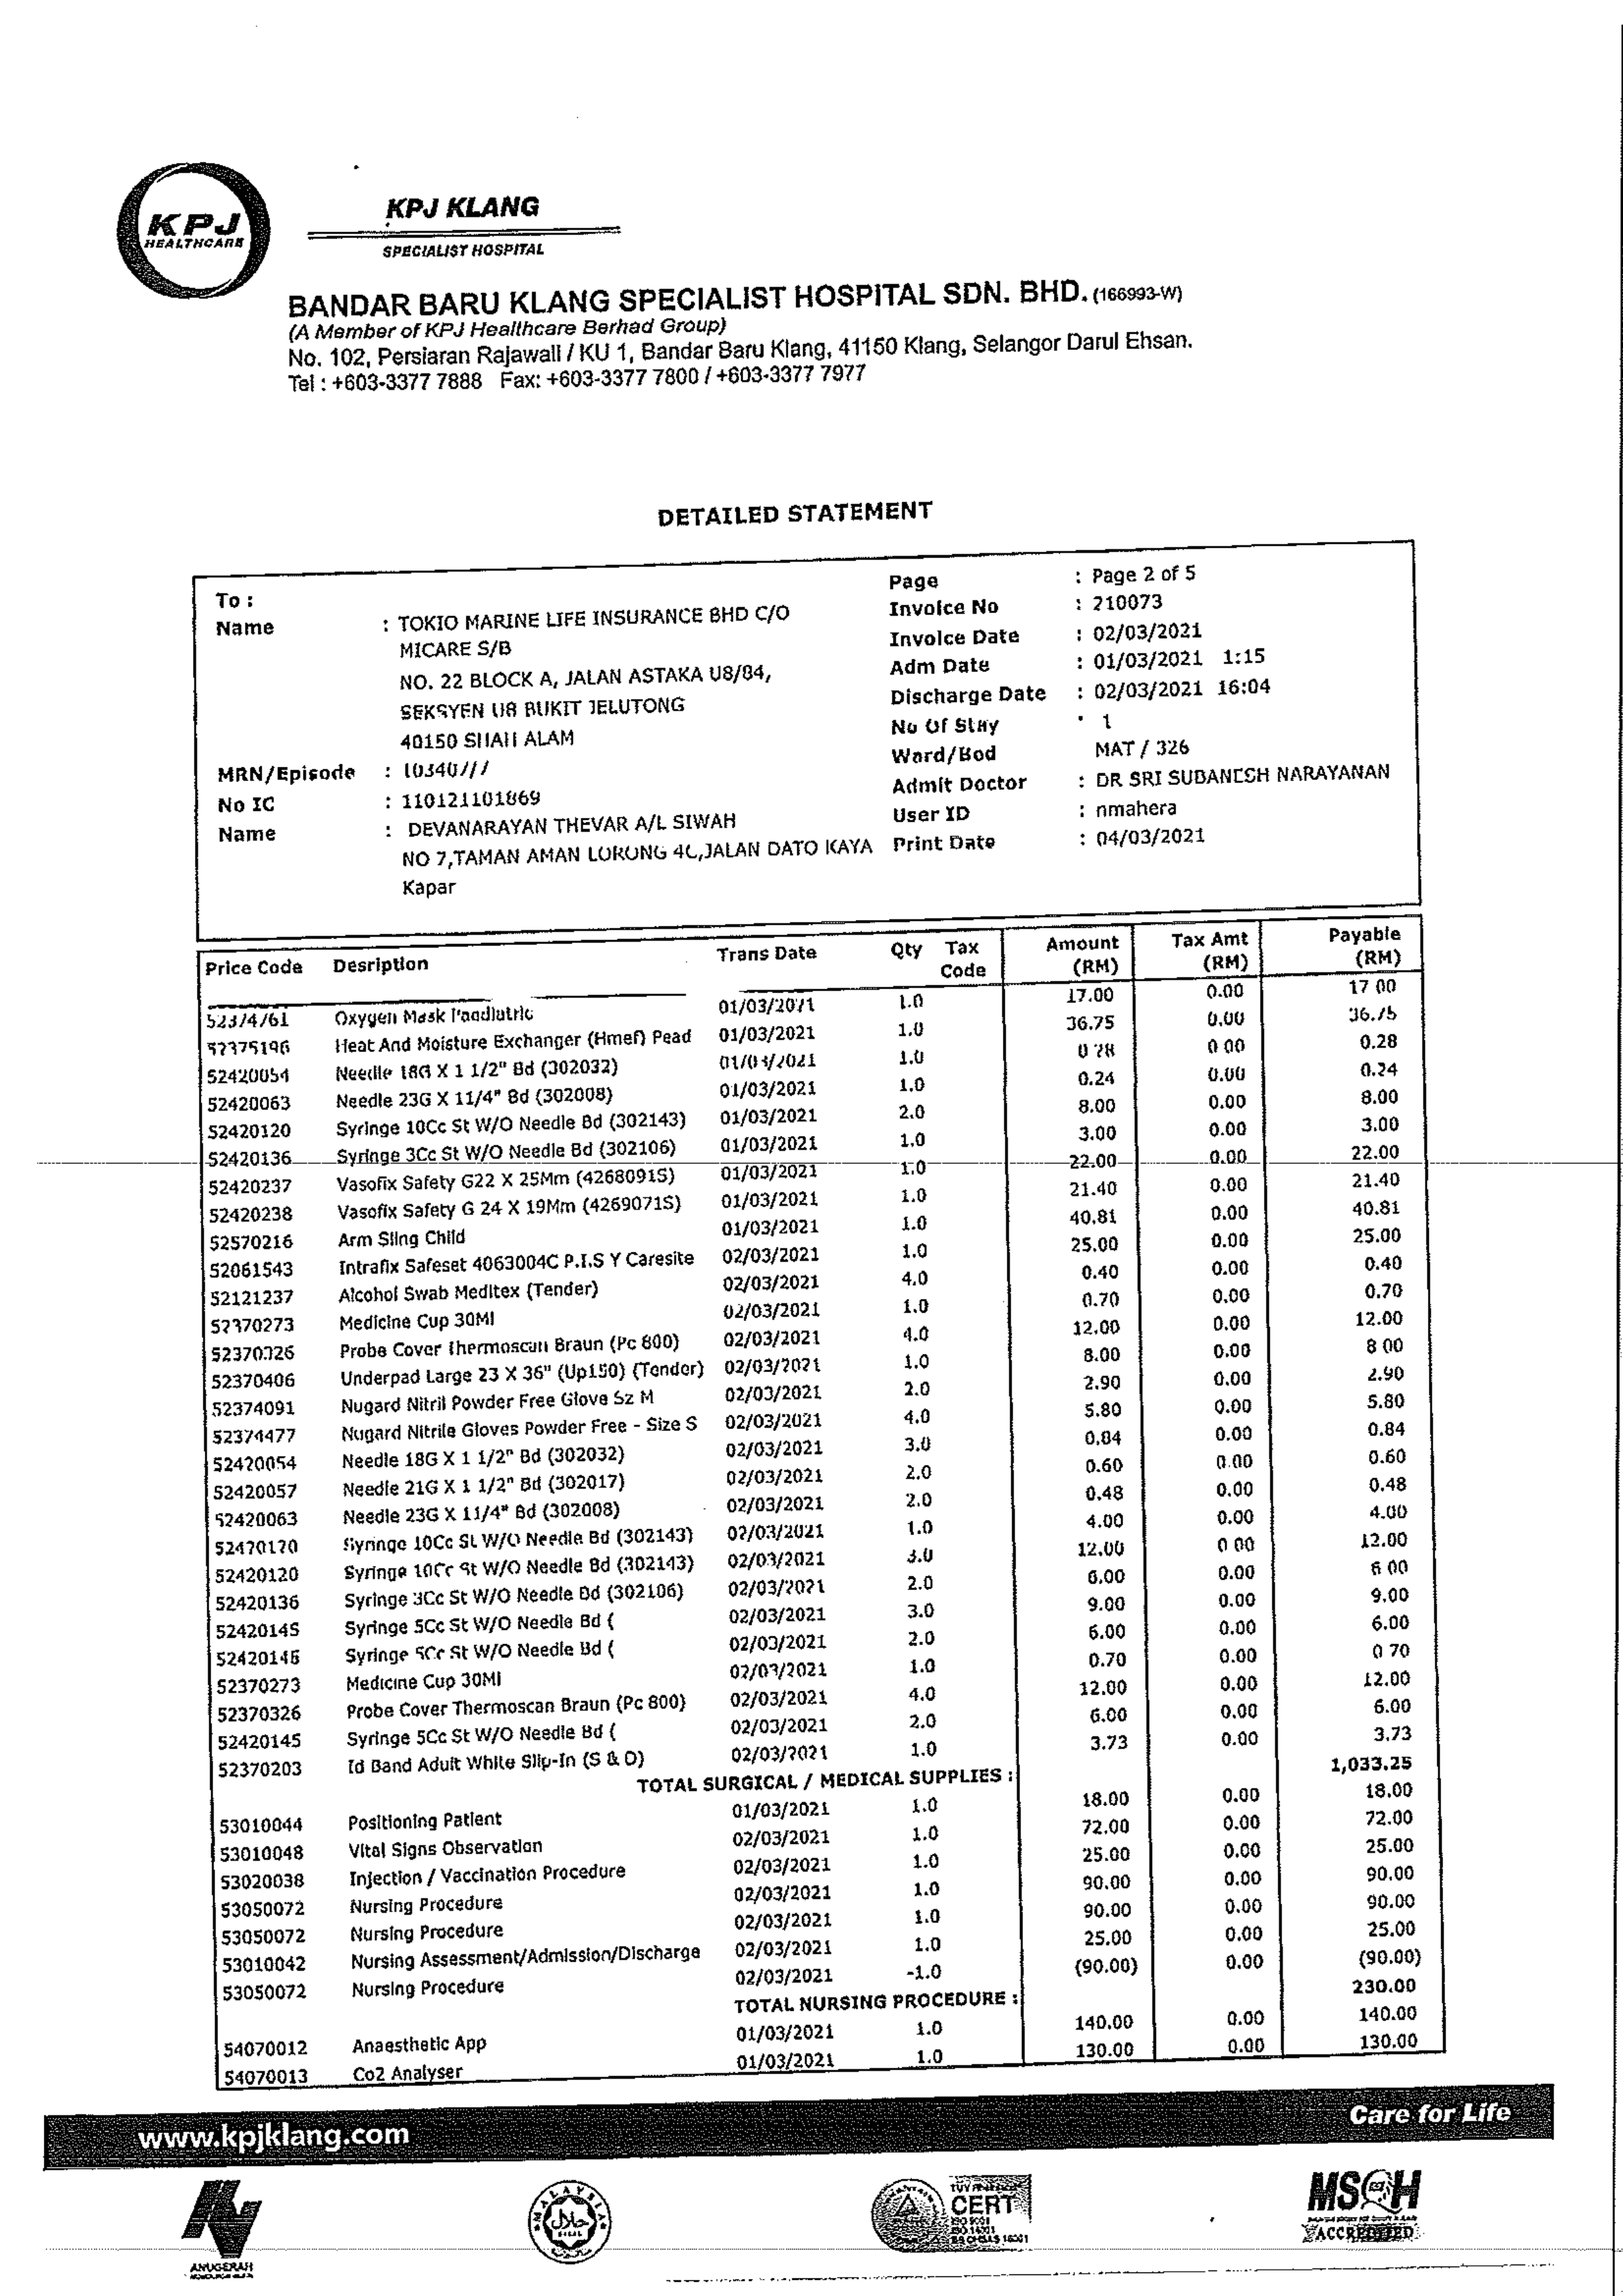 KPJ
HEALTHCARE
KPJ KLANG
SPECIALIST HOSPITAL
BANDAR BARU KLANG SPECIALIST HOSPITAL SDN. BHD. (166993-W)
(A Member of KPJ Healthcare Berhad Group)
No. 102, Persiaran Rajawali / KU 1, Bandar Baru Klang, 41150 Klang, Selangor Darul Ehsan.
Tel : +603-3377 7888 Fax: +603-3377 7800 / +603-3377 7977
DETAILED STATEMENT
To : Page : Page 2 of 5
Name : TOKIO MARINE LIFE INSURANCE BHD C/O Invoice No : 210073
MICARE S/B Invoice Date : 02/03/2021
NO. 22 BLOCK A, JALAN ASTAKA U8/84, Adm Date : 01/03/2021 1:15
SEKSYEN U8 BUKIT JELUTONG Discharge Date : 02/03/2021 16:04
40150 SHAH ALAM No Of Stay : 1
MRN/Episode : 10340777 Ward/Bed MAT / 326
No IC : 110121101869 Admit Doctor : DR SRI SUBANESH NARAYANAN
Name : DEVANARAYAN THEVAR A/L SIWAH User ID : nmahera
NO 7,TAMAN AMAN LORONG 4C,JALAN DATO KAYA Print Date : 04/03/2021
Kapar
Price Code Desription Trans Date Qty Tax Code Amount (RM) Tax Amt (RM) Payable (RM)
52374761 Oxygen Mask Paediatric 01/03/2021 1.0 17.00 0.00 17.00
52375196 Heat And Moisture Exchanger (Hmef) Pead 01/03/2021 1.0 36.75 0.00 36.75
52420054 Needle 18G X 1 1/2" Bd (302032) 01/03/2021 1.0 0.28 0.00 0.28
52420063 Needle 23G X 11/4" Bd (302008) 01/03/2021 1.0 0.24 0.00 0.24
52420120 Syringe 10Cc St W/O Needle Bd (302143) 01/03/2021 2.0 8.00 0.00 8.00
52420136 Syringe 3Cc St W/O Needle Bd (302106) 01/03/2021 1.0 3.00 0.00 3.00
52420237 Vasofix Safety G22 X 25Mm (4268091S) 01/03/2021 1.0 22.00 0.00 22.00
52420238 Vasofix Safety G 24 X 19Mm (4269071S) 01/03/2021 1.0 21.40 0.00 21.40
52570216 Arm Sling Child 01/03/2021 1.0 40.81 0.00 40.81
52061543 Intrafix Safeset 4063004C P.I.S Y Caresite 02/03/2021 1.0 25.00 0.00 25.00
52121237 Alcohol Swab Meditex (Tender) 02/03/2021 4.0 0.40 0.00 0.40
52370273 Medicine Cup 30Ml 02/03/2021 1.0 0.70 0.00 0.70
52370326 Probe Cover Thermoscan Braun (Pc 800) 02/03/2021 4.0 12.00 0.00 12.00
52370406 Underpad Large 23 X 36" (Up150) (Tender) 02/03/2021 1.0 8.00 0.00 8.00
52374091 Nugard Nitril Powder Free Glove Sz M 02/03/2021 2.0 2.90 0.00 2.90
52374477 Nugard Nitrile Gloves Powder Free - Size S 02/03/2021 4.0 5.80 0.00 5.80
52420054 Needle 18G X 1 1/2" Bd (302032) 02/03/2021 3.0 0.84 0.00 0.84
52420057 Needle 21G X 1 1/2" Bd (302017) 02/03/2021 2.0 0.60 0.00 0.60
52420063 Needle 23G X 11/4" Bd (302008) 02/03/2021 2.0 0.48 0.00 0.48
52420120 Syringe 10Cc St W/O Needle Bd (302143) 02/03/2021 1.0 4.00 0.00 4.00
52420120 Syringe 10Cc St W/O Needle Bd (302143) 02/03/2021 3.0 12.00 0.00 12.00
52420136 Syringe 3Cc St W/O Needle Bd (302106) 02/03/2021 2.0 6.00 0.00 6.00
52420145 Syringe 5Cc St W/O Needle Bd ( 02/03/2021 3.0 9.00 0.00 9.00
52420145 Syringe 5Cc St W/O Needle Bd ( 02/03/2021 2.0 6.00 0.00 6.00
52370273 Medicine Cup 30Ml 02/03/2021 1.0 0.70 0.00 0.70
52370326 Probe Cover Thermoscan Braun (Pc 800) 02/03/2021 4.0 12.00 0.00 12.00
52420145 Syringe 5Cc St W/O Needle Bd ( 02/03/2021 2.0 6.00 0.00 6.00
52370203 Id Band Adult White Slip-In (S & D) 02/03/2021 1.0 3.73 0.00 3.73
TOTAL SURGICAL / MEDICAL SUPPLIES : 1,033.25
53010044 Positioning Patient 01/03/2021 1.0 18.00 0.00 18.00
53010048 Vital Signs Observation 02/03/2021 1.0 72.00 0.00 72.00
53020038 Injection / Vaccination Procedure 02/03/2021 1.0 25.00 0.00 25.00
53050072 Nursing Procedure 02/03/2021 1.0 90.00 0.00 90.00
53050072 Nursing Procedure 02/03/2021 1.0 90.00 0.00 90.00
53010042 Nursing Assessment/Admission/Discharge 02/03/2021 1.0 25.00 0.00 25.00
53050072 Nursing Procedure 02/03/2021 -1.0 (90.00) 0.00 (90.00)
TOTAL NURSING PROCEDURE : 230.00
54070012 Anaesthetic App 01/03/2021 1.0 140.00 0.00 140.00
54070013 Co2 Analyser 01/03/2021 1.0 130.00 0.00 130.00
www.kpjklang.com Care for Life
ANUGERAH
MALAYSIA
حلال
HALAL
CERT
ISO 9001
ISO 14001
MSQH
ACCREDITED